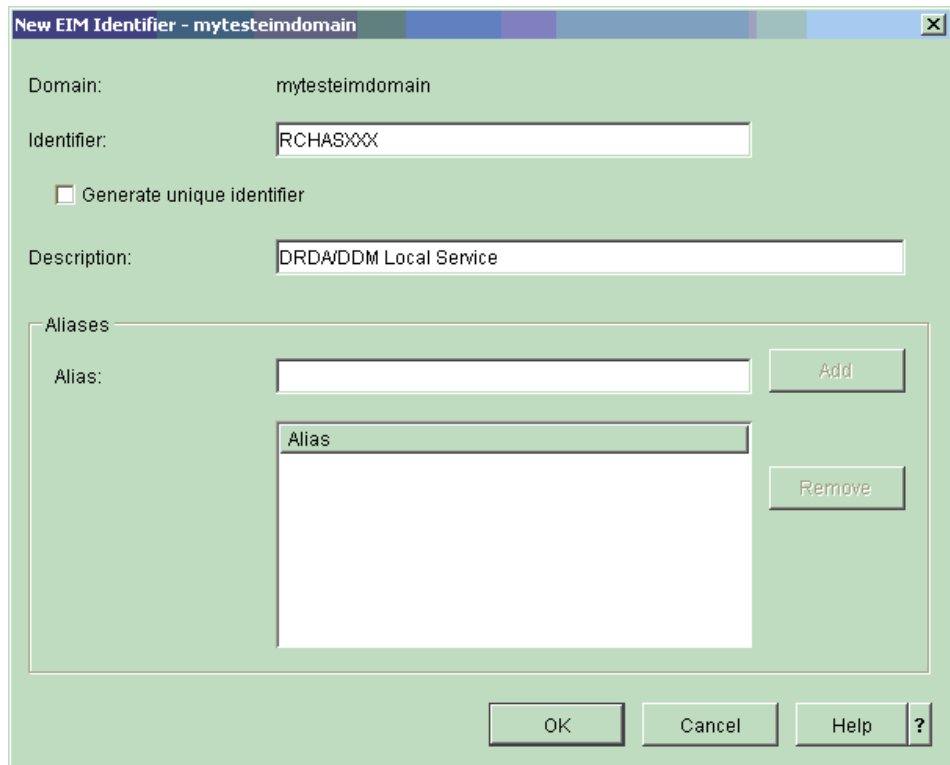 New EIM Identifier - mytesteimdomain
Domain: mytesteimdomain
Identifier: RCHASXXX
Generate unique identifier
Description: DRDA/DDM Local Service
Aliases
Alias:
Add
Alias
Remove
OK Cancel Help ?